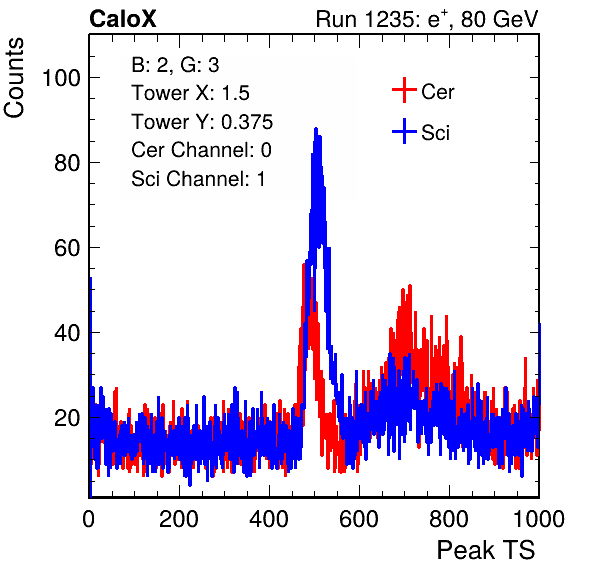 CaloX
Run 1235: e⁺, 80 GeV
Counts
B: 2, G: 3
Tower X: 1.5
Tower Y: 0.375
Cer Channel: 0
Sci Channel: 1
Cer
Sci
100
80
60
40
20
0 200 400 600 800 1000
Peak TS